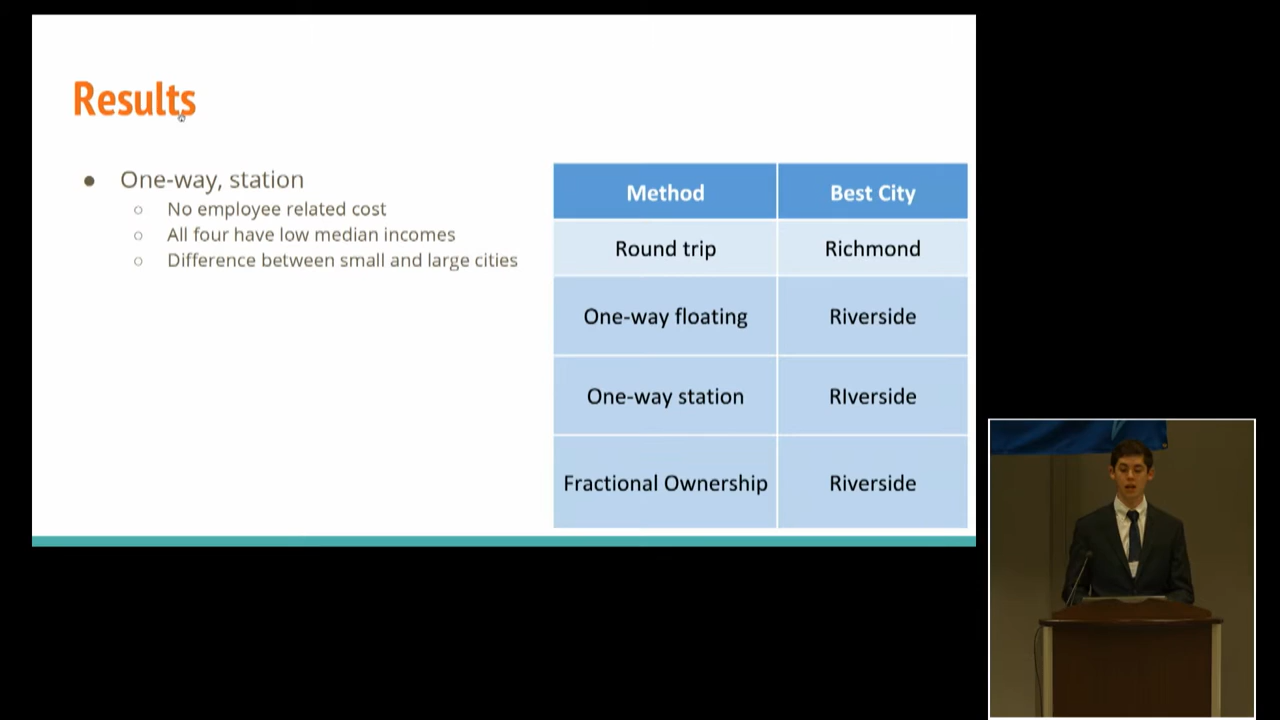 Results
● One-way, station
○ No employee related cost
○ All four have low median incomes
○ Difference between small and large cities
Method Best City
Round trip Richmond
One-way floating Riverside
One-way station RIverside
Fractional Ownership Riverside